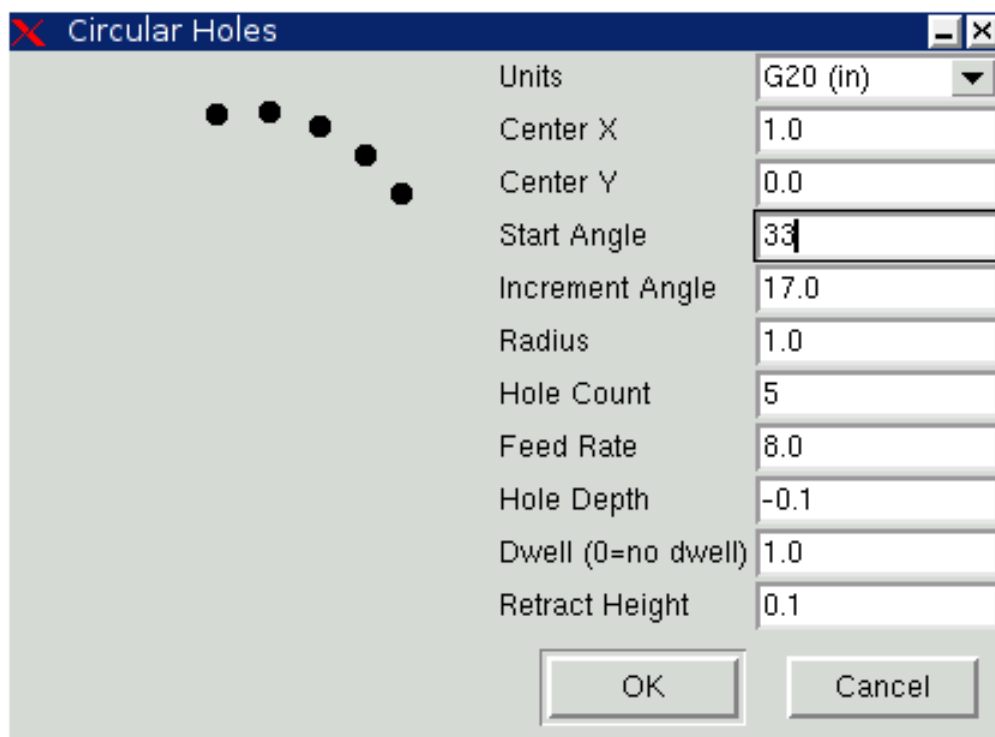 Circular Holes
Units G20 (in)
Center X 1.0
Center Y 0.0
Start Angle 33
Increment Angle 17.0
Radius 1.0
Hole Count 5
Feed Rate 8.0
Hole Depth -0.1
Dwell (0=no dwell) 1.0
Retract Height 0.1
OK Cancel